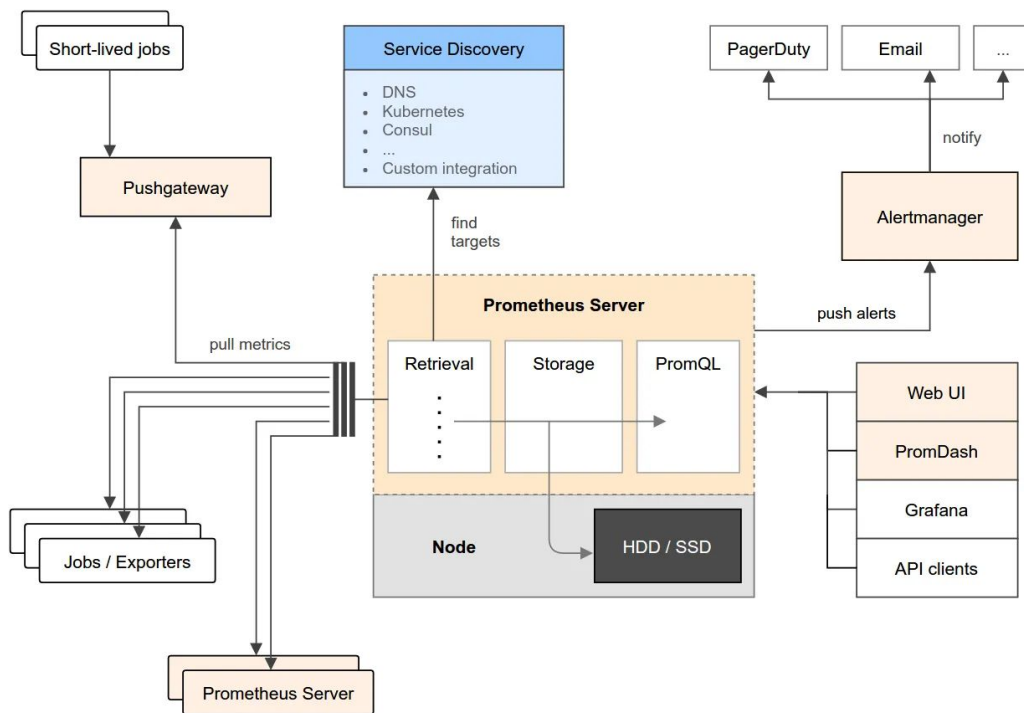 Short-lived jobs
Service Discovery
PagerDuty
Email
...
• DNS
• Kubernetes
• Consul
• ...
• Custom integration
notify
Pushgateway
Alertmanager
find
targets
Prometheus Server
push alerts
pull metrics
Retrieval
Storage
PromQL
Web UI
PromDash
Grafana
API clients
Node
HDD / SSD
Jobs / Exporters
Prometheus Server